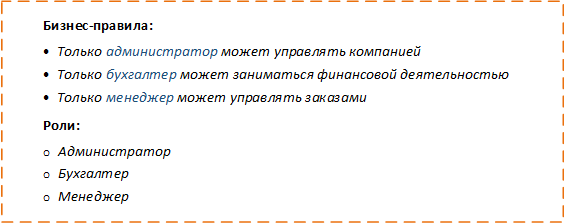 Бизнес-правила:
• Только администратор может управлять компанией
• Только бухгалтер может заниматься финансовой деятельностью
• Только менеджер может управлять заказами
Роли:
o Администратор
o Бухгалтер
o Менеджер